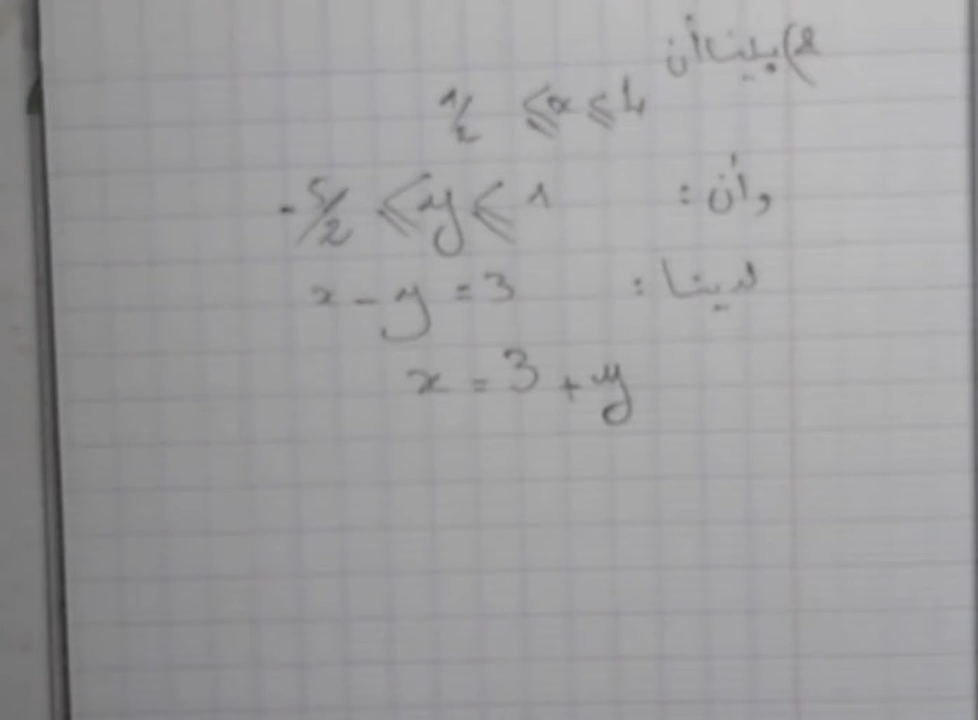 2) بينا أن
1/2 ⩽ x ⩽ 4
وأن : -5/2 ⩽ y ⩽ 1
لدينا : x - y = 3
x = 3 + y